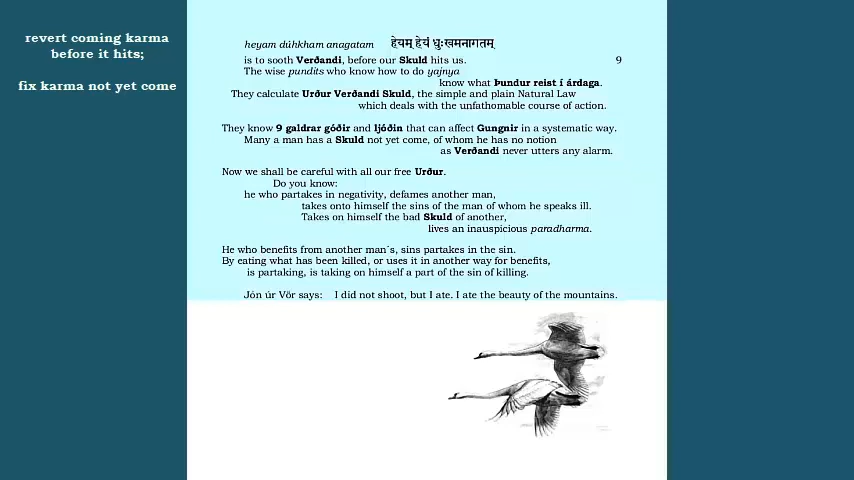 revert coming karma
before it hits;
fix karma not yet come
heyam dúhkham anagatam हेयम् हेयं धुःखमनागतम्
is to sooth Verðandi, before our Skuld hits us. 9
The wise pundits who know how to do yajnya
know what Þundur reist í árdaga.
They calculate Urður Verðandi Skuld, the simple and plain Natural Law
which deals with the unfathomable course of action.
They know 9 galdrar góðir and ljóðin that can affect Gungnir in a systematic way.
Many a man has a Skuld not yet come, of whom he has no notion
as Verðandi never utters any alarm.
Now we shall be careful with all our free Urður.
Do you know:
he who partakes in negativity, defames another man,
takes onto himself the sins of the man of whom he speaks ill.
Takes on himself the bad Skuld of another,
lives an inauspicious paradharma.
He who benefits from another man´s, sins partakes in the sin.
By eating what has been killed, or uses it in another way for benefits,
is partaking, is taking on himself a part of the sin of killing.
Jón úr Vör says: I did not shoot, but I ate. I ate the beauty of the mountains.